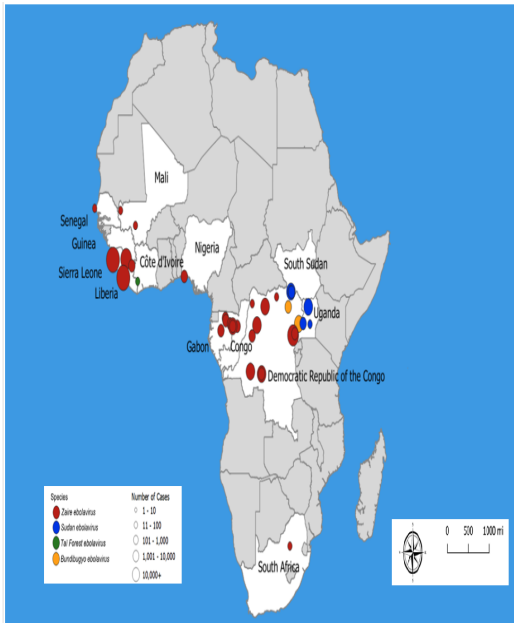 Mali
Senegal
Guinea
Sierra Leone
Liberia
Côte d'Ivoire
Nigeria
South Sudan
Uganda
Gabon
Congo
Democratic Republic of the Congo
South Africa
Species
Zaire ebolavirus
Sudan ebolavirus
Tai Forest ebolavirus
Bundibugyo ebolavirus
Number of Cases
1 - 10
11 - 100
101 - 1,000
1,001 - 10,000
10,000+
0 500 1000 mi